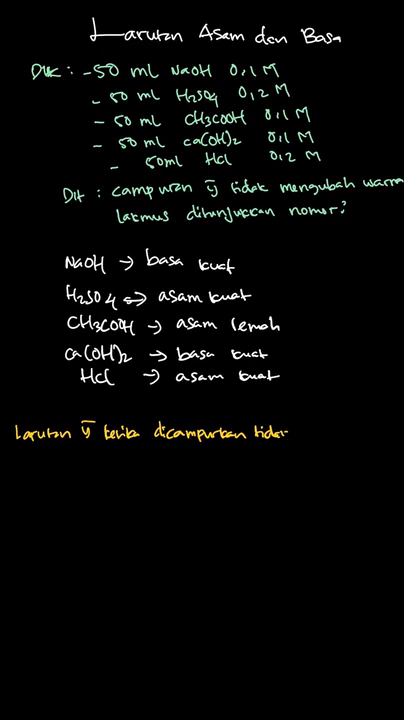 Larutan Asam dan Basa
Dik : - 50 ml NaOH 0,1 M
- 50 ml H2SO4 0,2 M
- 50 ml CH3COOH 0,1 M
- 50 ml Ca(OH)2 0,1 M
- 50ml HCl 0,2 M
Dit : campuran yg tidak mengubah warna
lakmus ditunjukkan nomor?
NaOH → basa kuat
H2SO4 => asam kuat
CH3COOH → asam lemah
Ca(OH)2 → basa kuat
HCl → asam kuat
Larutan yg ketika dicampurkan tida